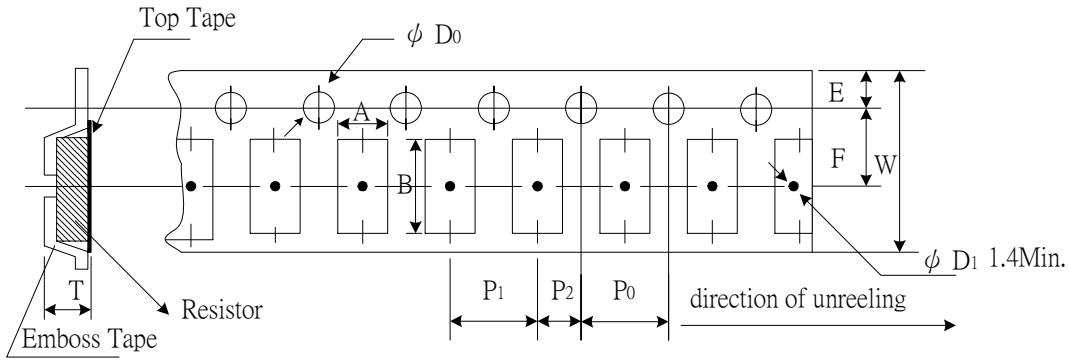 Top Tape
ϕ D0
E
A
F
W
B
ϕ D1 1.4Min.
T
P1
P2
P0
direction of unreeling
Resistor
Emboss Tape